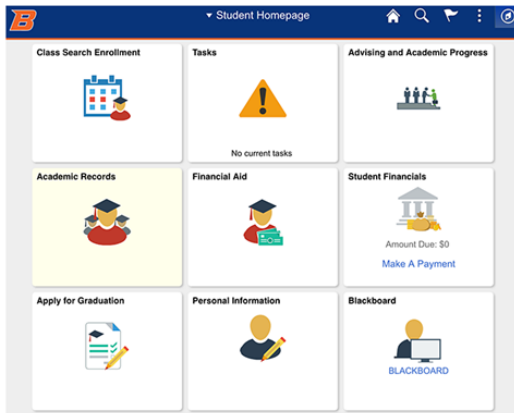 B
▾ Student Homepage
Class Search Enrollment
Tasks
Advising and Academic Progress
No current tasks
Academic Records
Financial Aid
Student Financials
Amount Due: $0
Make A Payment
Apply for Graduation
Personal Information
Blackboard
BLACKBOARD